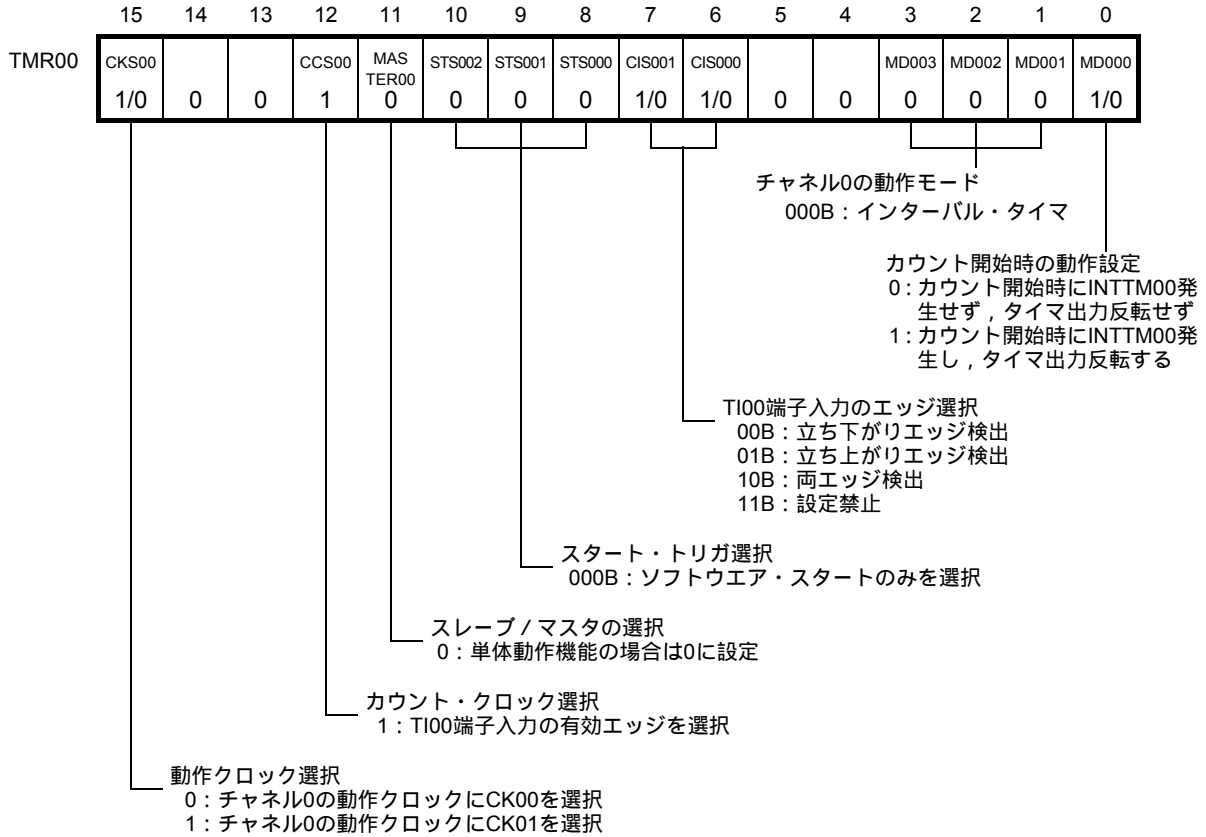 15 14 13 12 11 10 9 8 7 6 5 4 3 2 1 0
TMR00 CKS00 CCS00 MAS TER00 STS002 STS001 STS000 CIS001 CIS000 MD003 MD002 MD001 MD000
1/0 0 0 1 0 0 0 0 1/0 1/0 0 0 0 0 0 1/0
チャネル0の動作モード
000B：インターバル・タイマ
カウント開始時の動作設定
0：カウント開始時にINTTM00発
生せず，タイマ出力反転せず
1：カウント開始時にINTTM00発
生し，タイマ出力反転する
TI00端子入力のエッジ選択
00B：立ち下がりエッジ検出
01B：立ち上がりエッジ検出
10B：両エッジ検出
11B：設定禁止
スタート・トリガ選択
000B：ソフトウエア・スタートのみを選択
スレーブ／マスタの選択
0：単体動作機能の場合は0に設定
カウント・クロック選択
1：TI00端子入力の有効エッジを選択
動作クロック選択
0：チャネル0の動作クロックにCK00を選択
1：チャネル0の動作クロックにCK01を選択